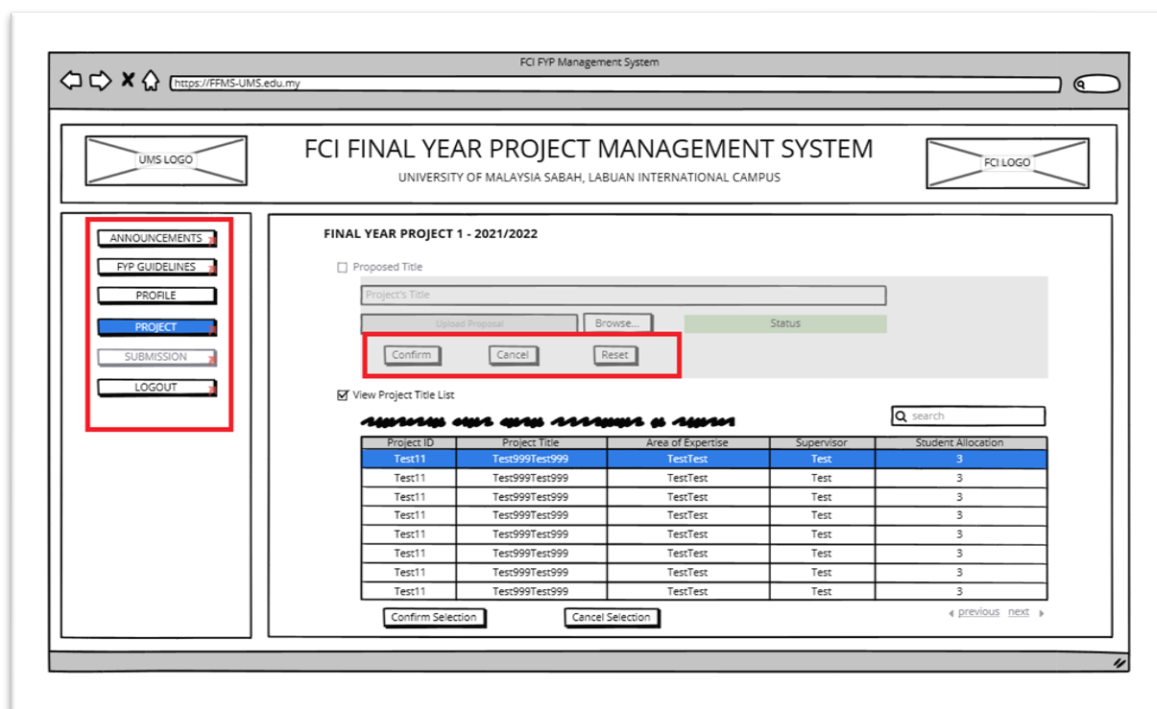 FCI FYP Management System
https://FFMS-UMS.edu.my
UMS LOGO
FCI FINAL YEAR PROJECT MANAGEMENT SYSTEM
UNIVERSITY OF MALAYSIA SABAH, LABUAN INTERNATIONAL CAMPUS
FCI LOGO
ANNOUNCEMENTS
FYP GUIDELINES
PROFILE
PROJECT
SUBMISSION
LOGOUT
FINAL YEAR PROJECT 1 - 2021/2022
Proposed Title
Project's Title
Upload Proposal Browse... Status
Confirm Cancel Reset
View Project Title List
search
Project ID Project Title Area of Expertise Supervisor Student Allocation
Test11 Test999Test999 TestTest Test 3
Test11 Test999Test999 TestTest Test 3
Test11 Test999Test999 TestTest Test 3
Test11 Test999Test999 TestTest Test 3
Test11 Test999Test999 TestTest Test 3
Test11 Test999Test999 TestTest Test 3
Test11 Test999Test999 TestTest Test 3
Test11 Test999Test999 TestTest Test 3
Confirm Selection Cancel Selection previous next